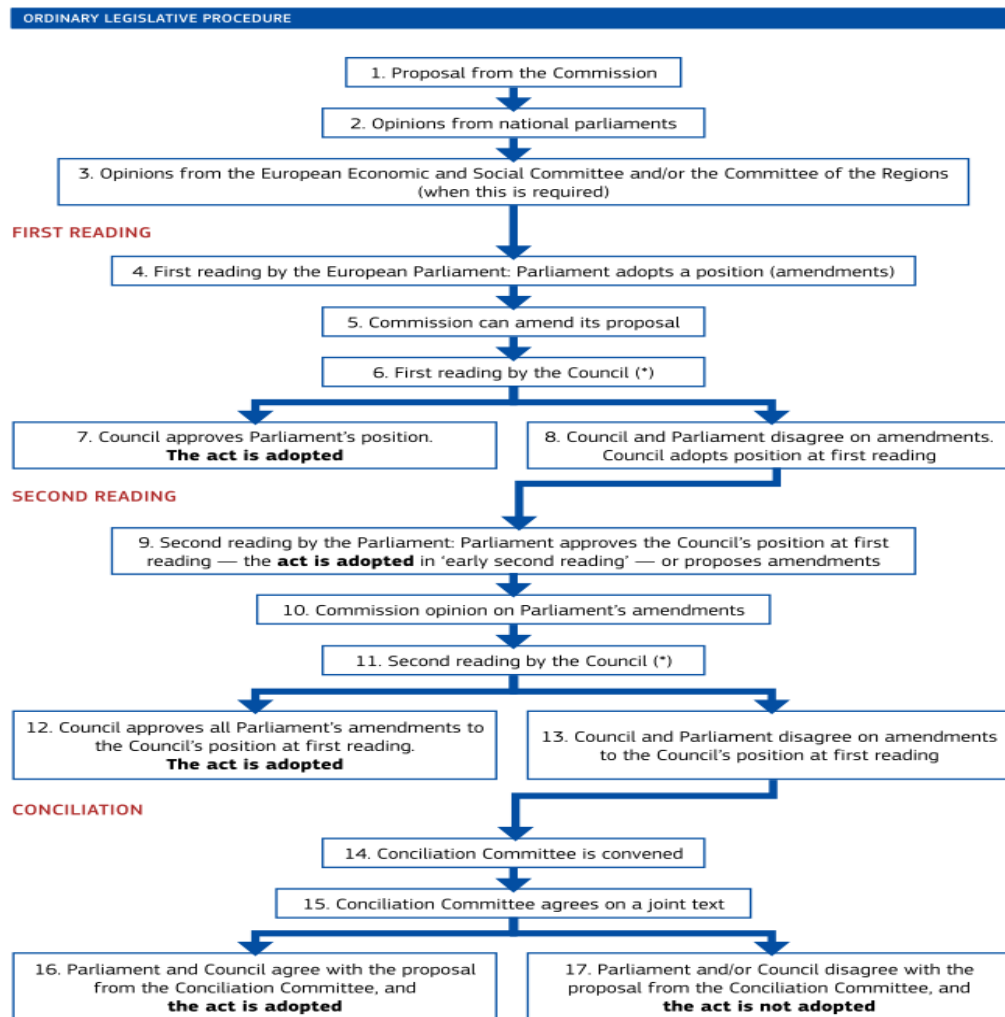 ORDINARY LEGISLATIVE PROCEDURE
1. Proposal from the Commission
2. Opinions from national parliaments
3. Opinions from the European Economic and Social Committee and/or the Committee of the Regions
(when this is required)
FIRST READING
4. First reading by the European Parliament: Parliament adopts a position (amendments)
5. Commission can amend its proposal
6. First reading by the Council (*)
7. Council approves Parliament’s position.
The act is adopted
8. Council and Parliament disagree on amendments.
Council adopts position at first reading
SECOND READING
9. Second reading by the Parliament: Parliament approves the Council’s position at first
reading — the act is adopted in ‘early second reading’ — or proposes amendments
10. Commission opinion on Parliament’s amendments
11. Second reading by the Council (*)
12. Council approves all Parliament’s amendments to
the Council’s position at first reading.
The act is adopted
13. Council and Parliament disagree on amendments
to the Council’s position at first reading
CONCILIATION
14. Conciliation Committee is convened
15. Conciliation Committee agrees on a joint text
16. Parliament and Council agree with the proposal
from the Conciliation Committee, and
the act is adopted
17. Parliament and/or Council disagree with the
proposal from the Conciliation Committee, and
the act is not adopted